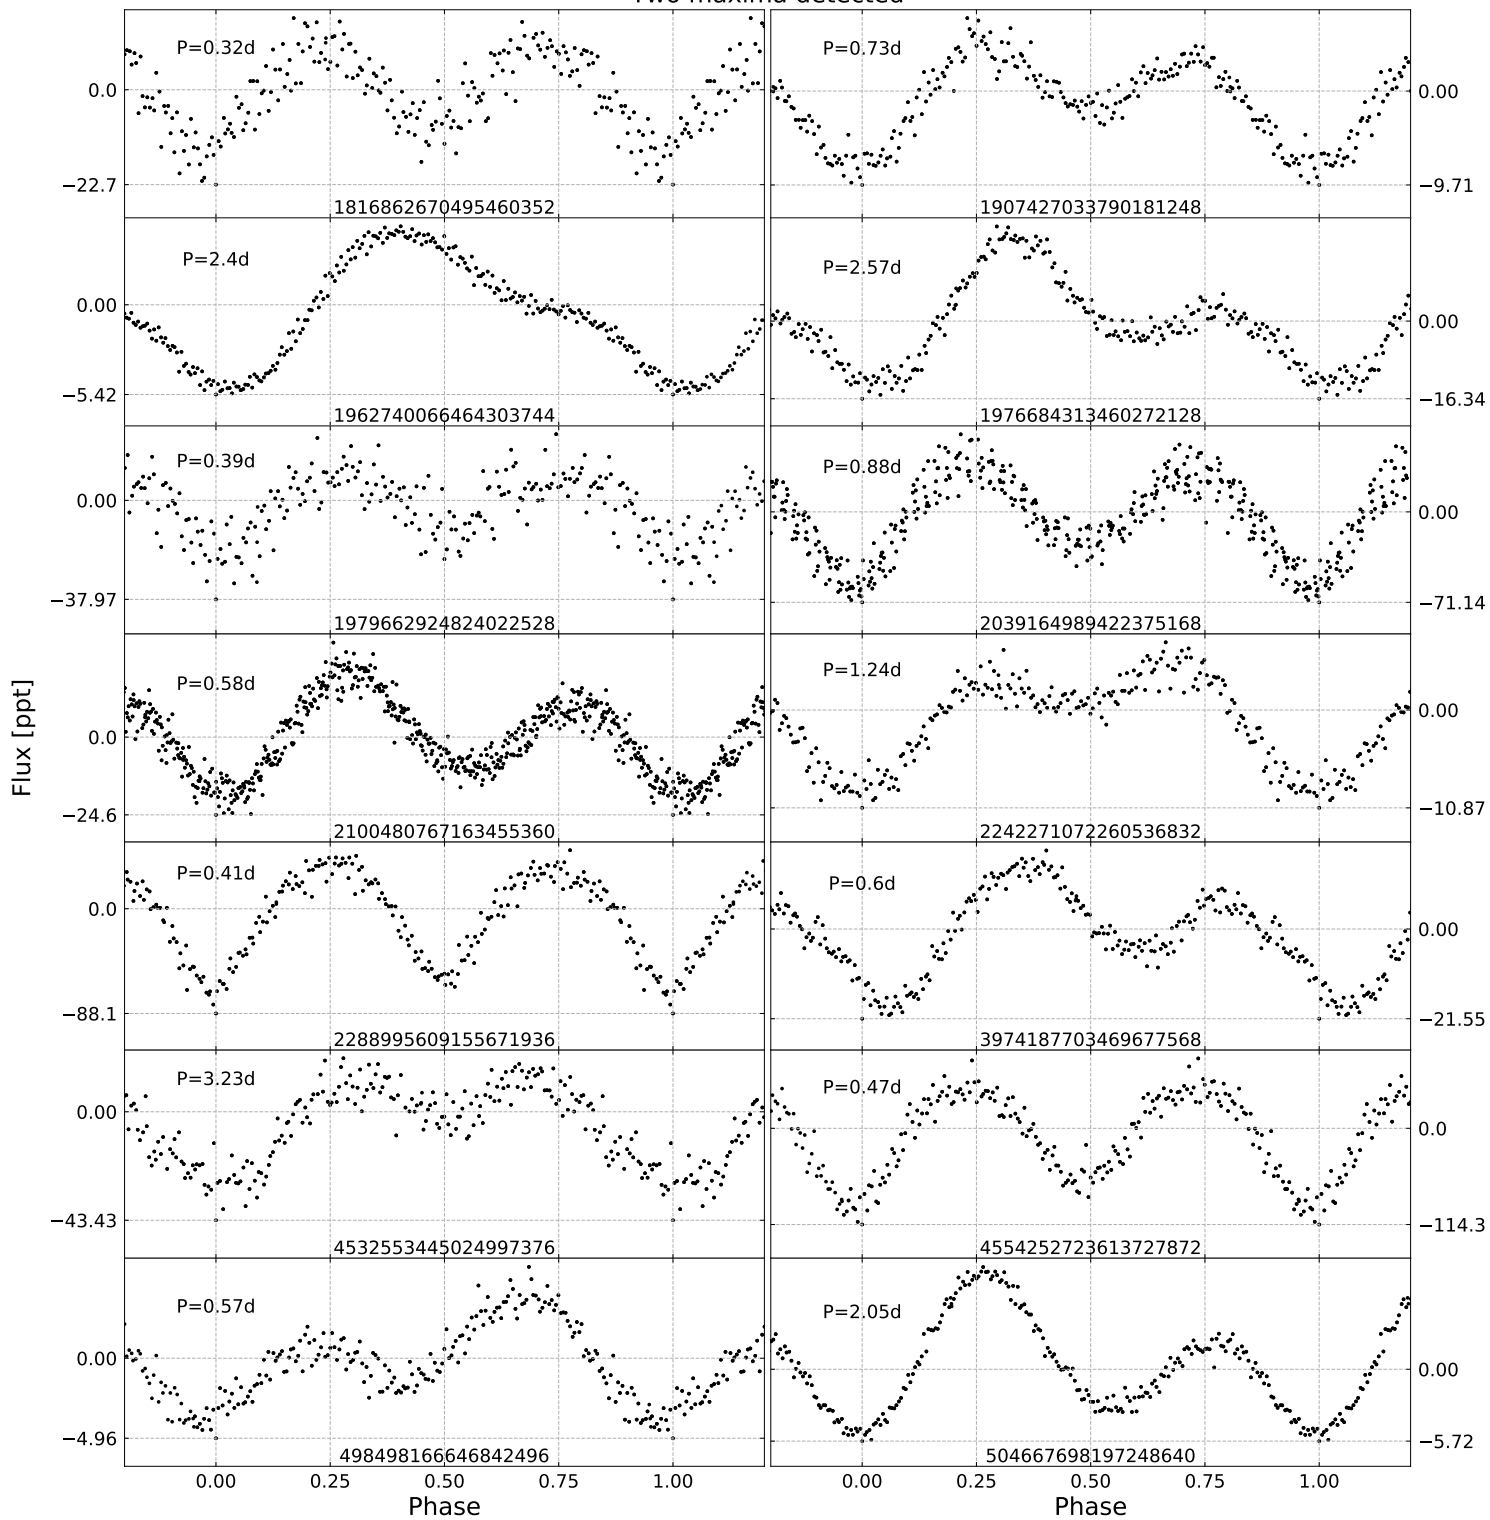 Two maxima detected
P=0.32d
P=0.73d
0.0
0.00
−22.7
−9.71
1816862670495460352
1907427033790181248
P=2.4d
P=2.57d
0.00
0.00
−5.42
−16.34
1962740066464303744
1976684313460272128
P=0.39d
P=0.88d
0.00
0.00
−37.97
−71.14
1979662924824022528
2039164989422375168
P=0.58d
P=1.24d
0.0
0.00
−24.6
−10.87
2100480767163455360
2242271072260536832
Flux [ppt]
P=0.41d
P=0.6d
0.0
0.00
−88.1
−21.55
2288995609155671936
3974187703469677568
P=3.23d
P=0.47d
0.00
0.0
−43.43
−114.3
4532553445024997376
4554252723613727872
P=0.57d
P=2.05d
0.00
0.00
−4.96
−5.72
4984981666646842496
5046676981972486​40
0.00 0.25 0.50 0.75 1.00
0.00 0.25 0.50 0.75 1.00
Phase
Phase